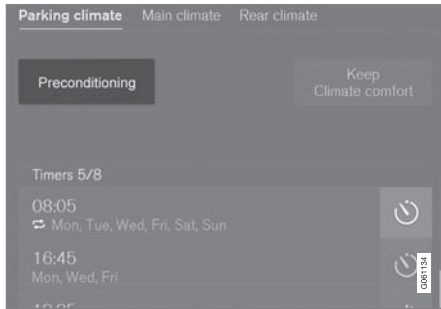 Parking climate Main climate Rear climate
Preconditioning
Keep
Climate comfort
Timers 5/8
08:05
Mon, Tue, Wed, Fri, Sat, Sun
16:45
Mon, Wed, Fri
G061134